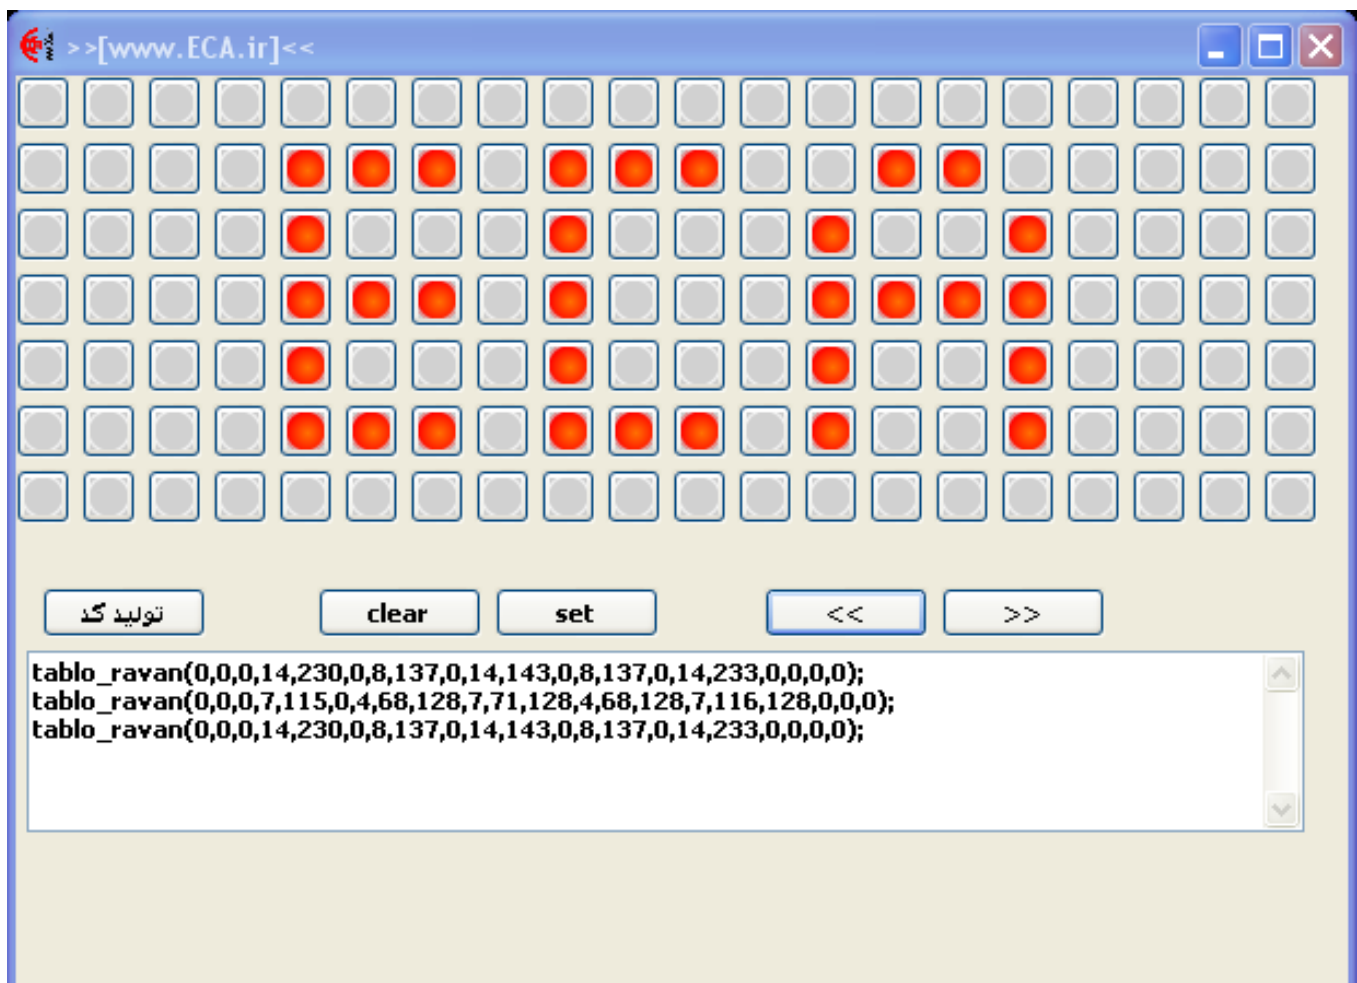 >>[www.ECA.ir]<<
ECA
تولید کد
clear
set
<<
>>
tablo_ravan(0,0,0,14,230,0,8,137,0,14,143,0,8,137,0,14,233,0,0,0,0);
tablo_ravan(0,0,0,7,115,0,4,68,128,7,71,128,4,68,128,7,116,128,0,0,0);
tablo_ravan(0,0,0,14,230,0,8,137,0,14,143,0,8,137,0,14,233,0,0,0,0);